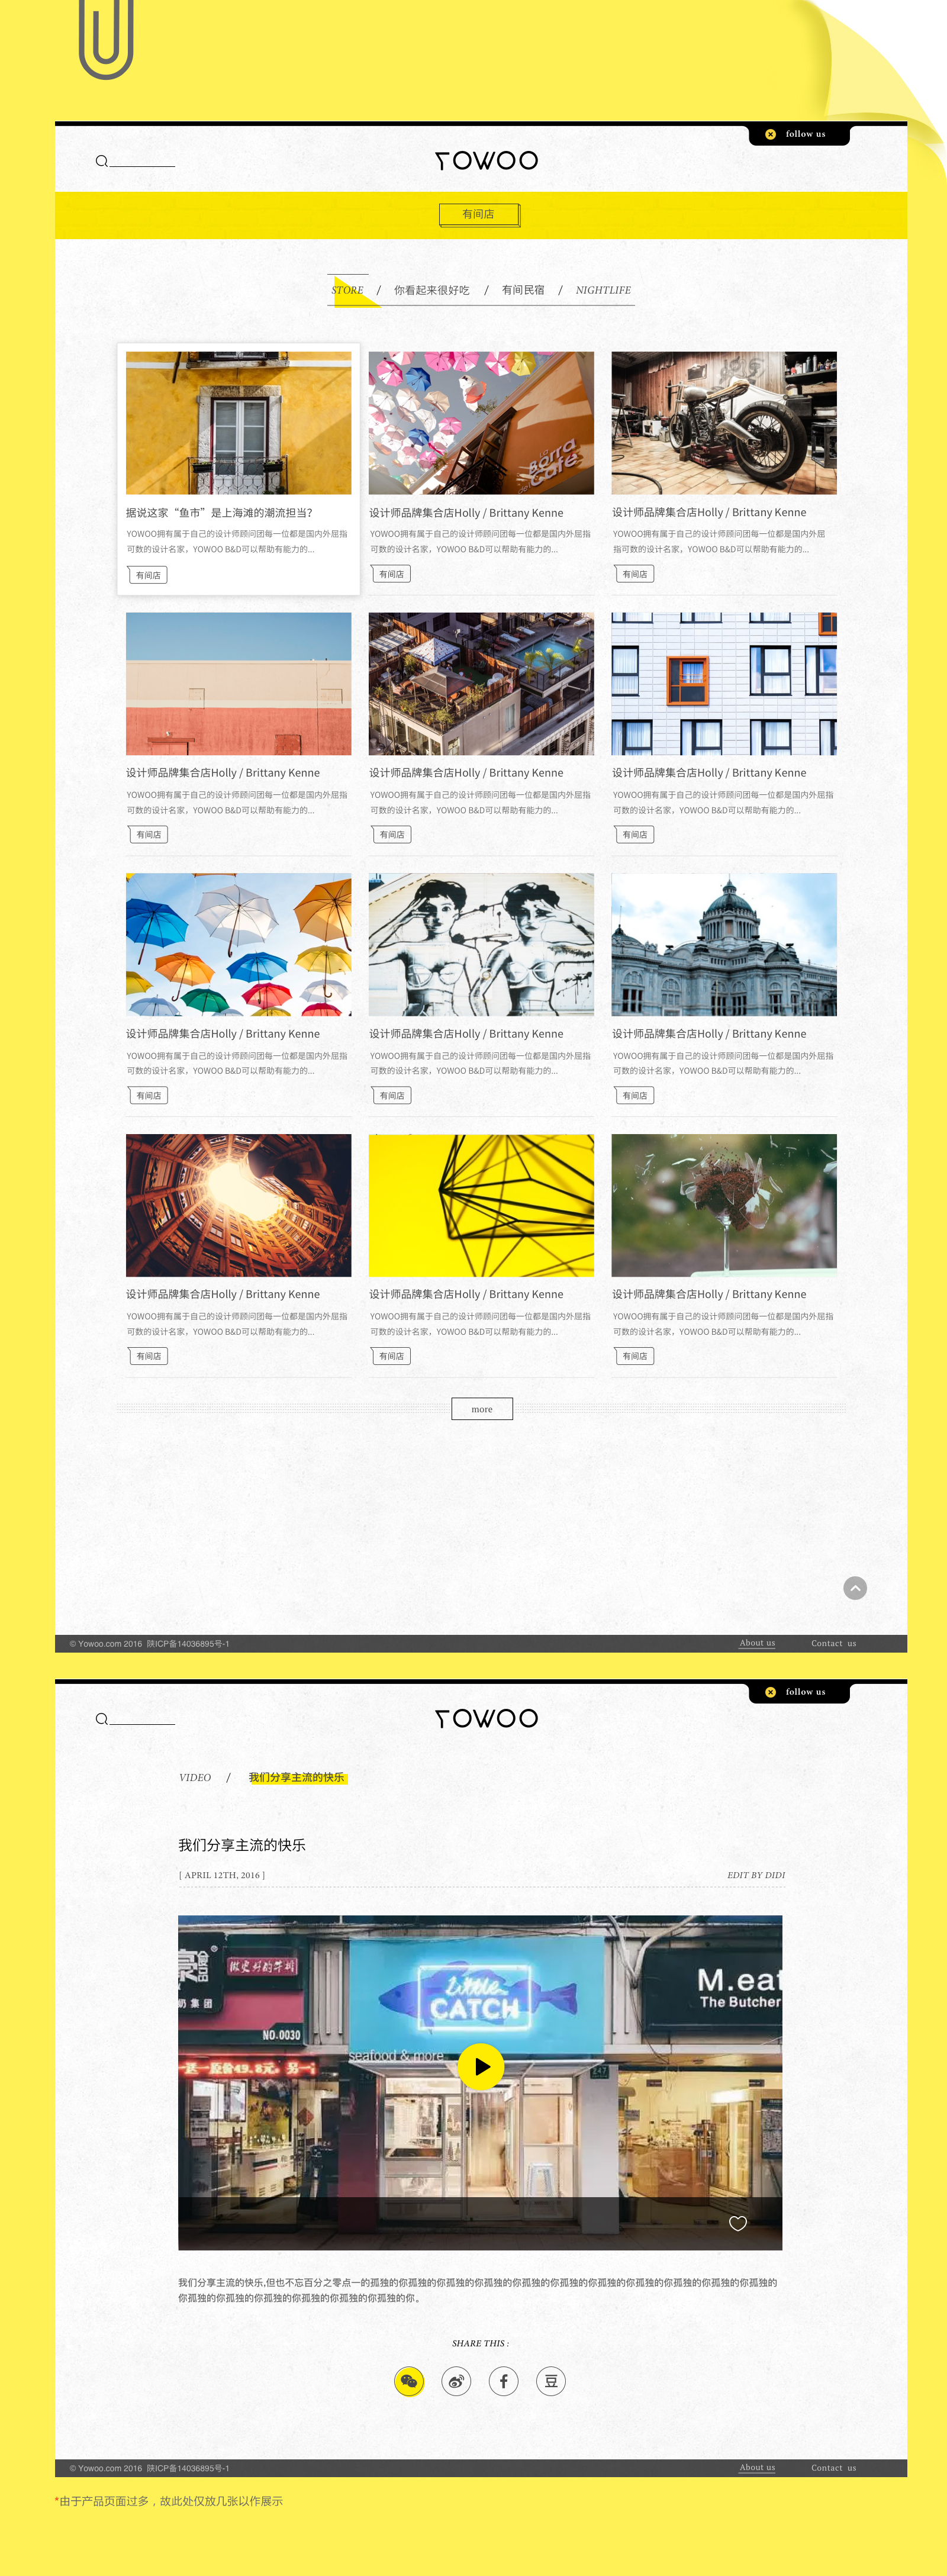 follow us
YOWOO
有间店
STORE / 你看起来很好吃 / 有间民宿 / NIGHTLIFE
Borra
Cafe
据说这家“鱼市”是上海滩的潮流担当?
YOWOO拥有属于自己的设计师顾问团每一位都是国内外屈指
可数的设计名家，YOWOO B&D可以帮助有能力的...
有间店
设计师品牌集合店Holly / Brittany Kenne
YOWOO拥有属于自己的设计师顾问团每一位都是国内外屈指
可数的设计名家，YOWOO B&D可以帮助有能力的...
有间店
设计师品牌集合店Holly / Brittany Kenne
YOWOO拥有属于自己的设计师顾问团每一位都是国内外屈
指可数的设计名家，YOWOO B&D可以帮助有能力的...
有间店
设计师品牌集合店Holly / Brittany Kenne
YOWOO拥有属于自己的设计师顾问团每一位都是国内外屈指
可数的设计名家，YOWOO B&D可以帮助有能力的...
有间店
设计师品牌集合店Holly / Brittany Kenne
YOWOO拥有属于自己的设计师顾问团每一位都是国内外屈指
可数的设计名家，YOWOO B&D可以帮助有能力的...
有间店
设计师品牌集合店Holly / Brittany Kenne
YOWOO拥有属于自己的设计师顾问团每一位都是国内外屈指
可数的设计名家，YOWOO B&D可以帮助有能力的...
有间店
设计师品牌集合店Holly / Brittany Kenne
YOWOO拥有属于自己的设计师顾问团每一位都是国内外屈指
可数的设计名家，YOWOO B&D可以帮助有能力的...
有间店
设计师品牌集合店Holly / Brittany Kenne
YOWOO拥有属于自己的设计师顾问团每一位都是国内外屈指
可数的设计名家，YOWOO B&D可以帮助有能力的...
有间店
设计师品牌集合店Holly / Brittany Kenne
YOWOO拥有属于自己的设计师顾问团每一位都是国内外屈指
可数的设计名家，YOWOO B&D可以帮助有能力的...
有间店
设计师品牌集合店Holly / Brittany Kenne
YOWOO拥有属于自己的设计师顾问团每一位都是国内外屈指
可数的设计名家，YOWOO B&D可以帮助有能力的...
有间店
设计师品牌集合店Holly / Brittany Kenne
YOWOO拥有属于自己的设计师顾问团每一位都是国内外屈指
可数的设计名家，YOWOO B&D可以帮助有能力的...
有间店
设计师品牌集合店Holly / Brittany Kenne
YOWOO拥有属于自己的设计师顾问团每一位都是国内外屈指
可数的设计名家，YOWOO B&D可以帮助有能力的...
有间店
more
© Yowoo.com 2016 陕ICP备14036895号-1 About us Contact us
follow us
YOWOO
VIDEO / 我们分享主流的快乐
我们分享主流的快乐
[ APRIL 12TH, 2016 ] EDIT BY DIDI
做更好的牛排
奶集团
NO.0030
Little
CATCH
seafood & more
M.eat
The Butcher
送一原价49.8元.另一
247
我们分享主流的快乐,但也不忘百分之零点一的孤独的你孤独的你孤独的你孤独的你孤独的你孤独的你孤独的你孤独的你孤独的你孤独的你孤独的
你孤独的你孤独的你孤独的你孤独的你孤独的你孤独的你。
SHARE THIS :
豆
© Yowoo.com 2016 陕ICP备14036895号-1 About us Contact us
*由于产品页面过多，故此处仅放几张以作展示